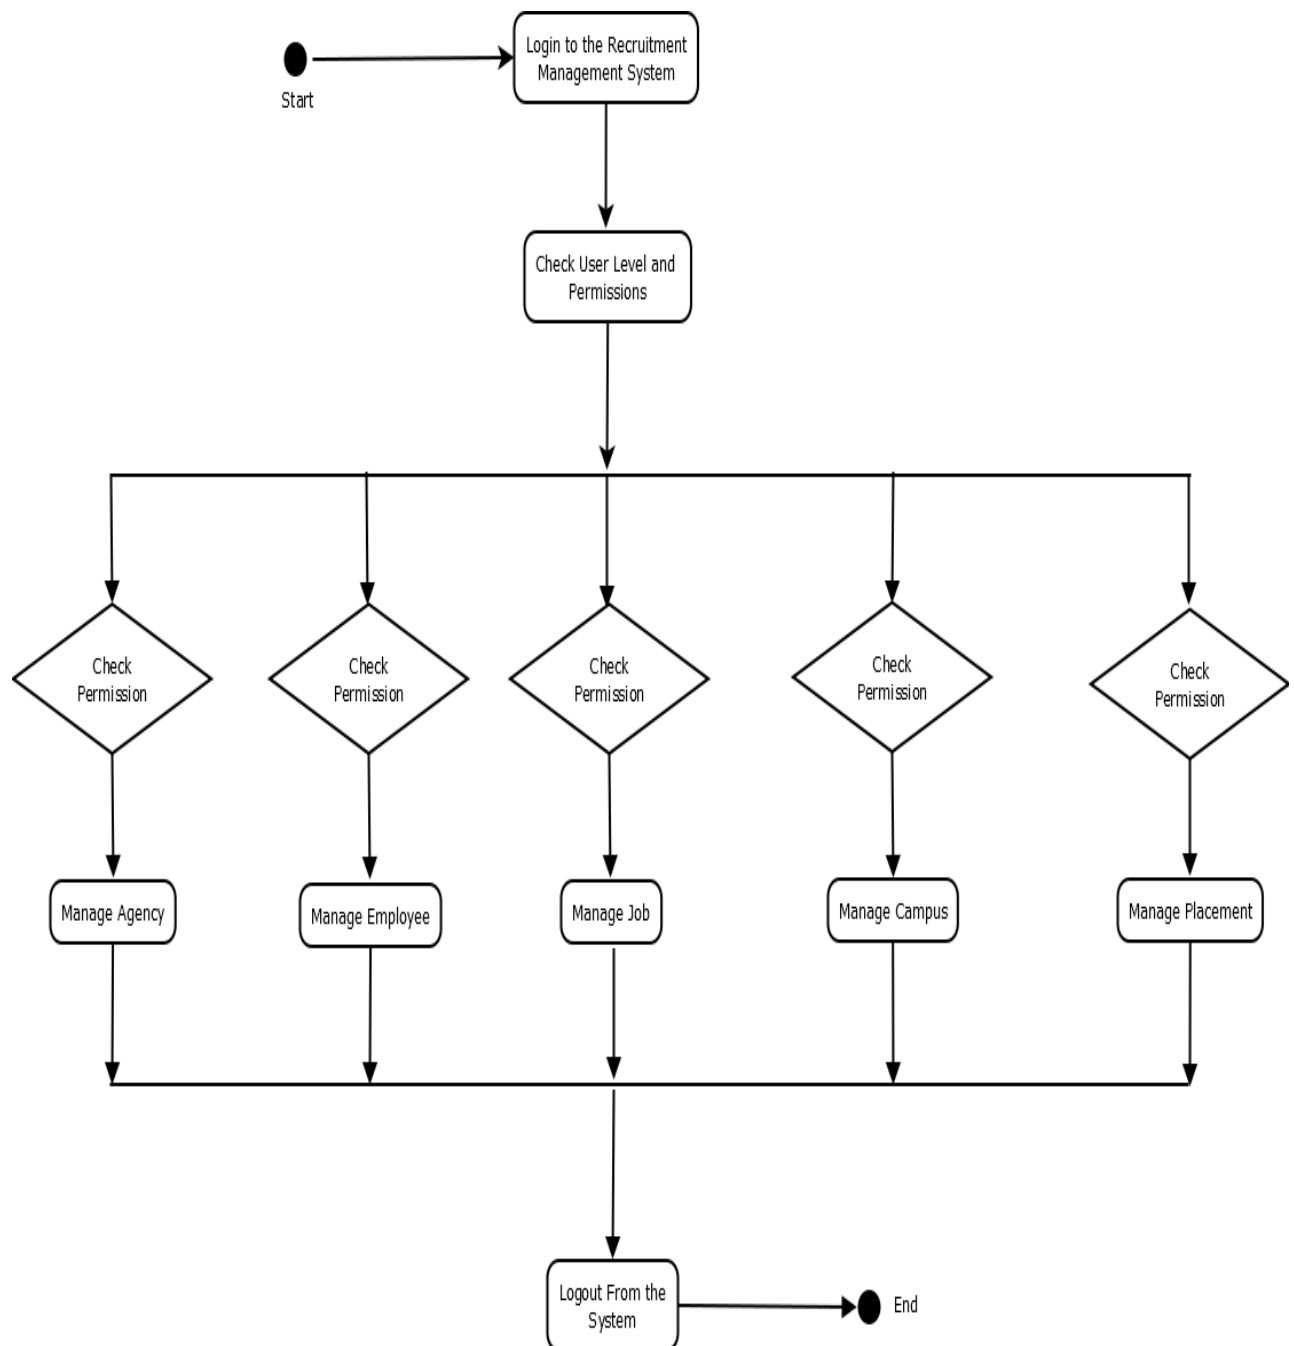 Login to the Recruitment
Management System
Start
Check User Level and
Permissions
Check
Permission
Check
Permission
Check
Permission
Check
Permission
Check
Permission
Manage Agency
Manage Employee
Manage Job
Manage Campus
Manage Placement
Logout From the
System
End